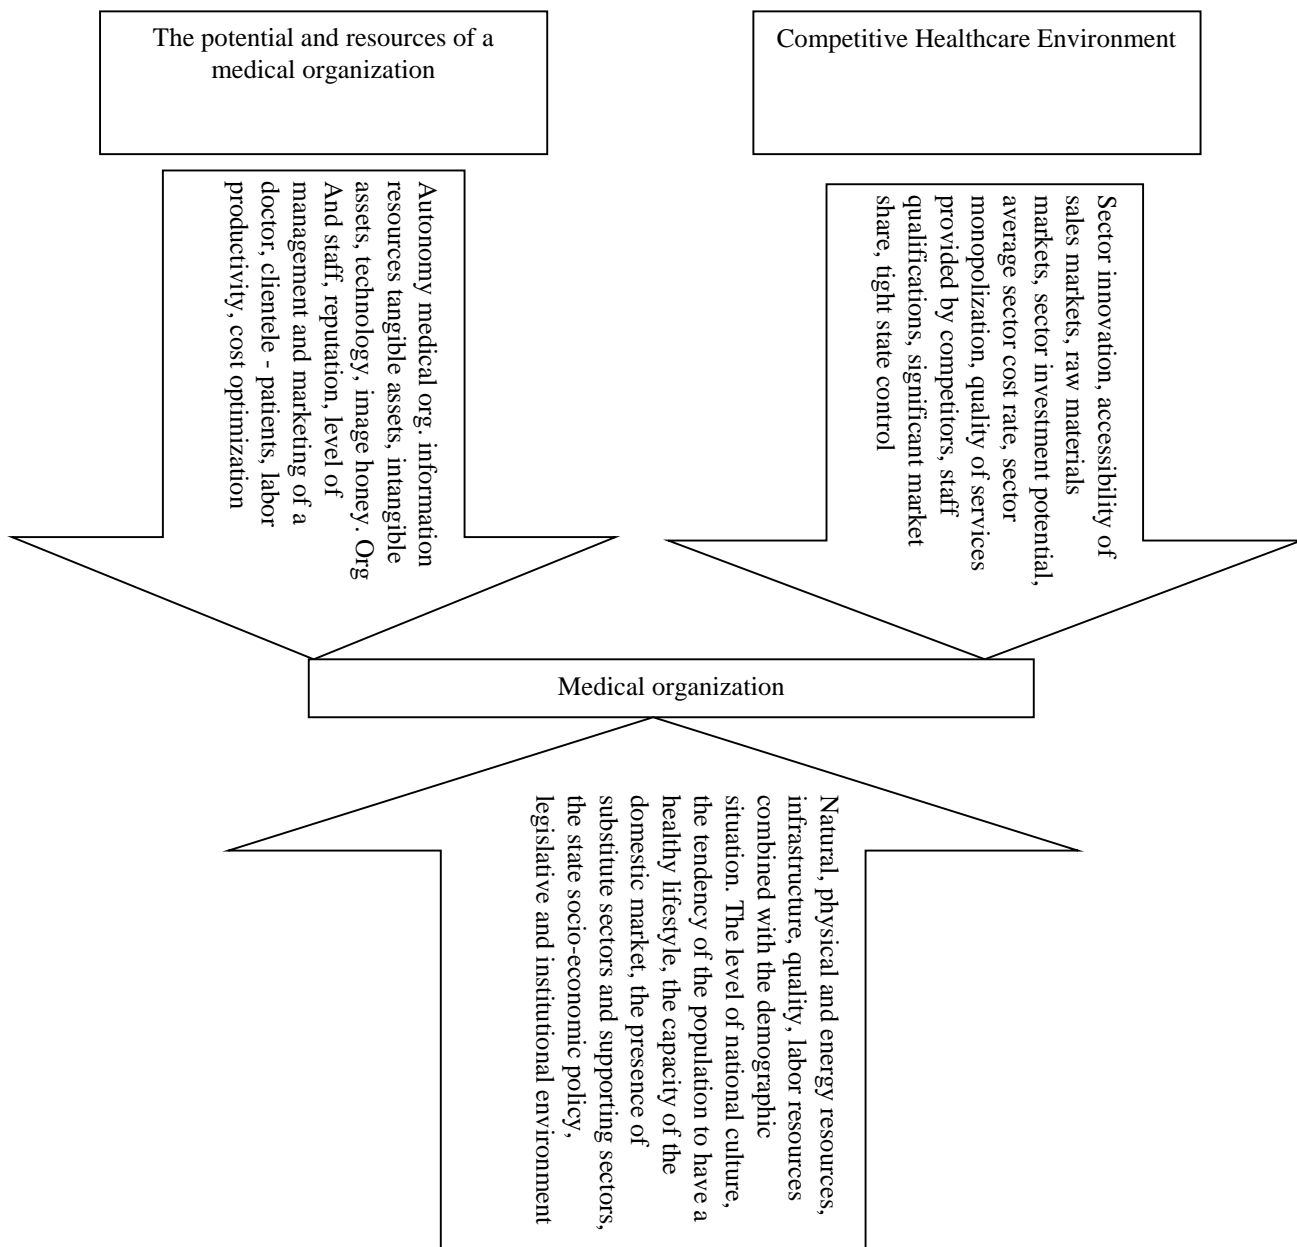 The potential and resources of a
medical organization
Competitive Healthcare Environment
Autonomy medical org. information
resources tangible assets, intangible
assets, technology, image honey. Org
And staff, reputation, level of
management and marketing of a
doctor, clientele - patients, labor
productivity, cost optimization
Sector innovation, accessibility of
sales markets, raw materials
markets, sector investment potential,
average sector cost rate, sector
monopolization, quality of services
provided by competitors, staff
qualifications, significant market
share, tight state control
Medical organization
Natural, physical and energy resources,
infrastructure, quality, labor resources
combined with the demographic
situation. The level of national culture,
the tendency of the population to have a
healthy lifestyle, the capacity of the
domestic market, the presence of
substitute sectors and supporting sectors,
the state socio-economic policy,
legislative and institutional environment